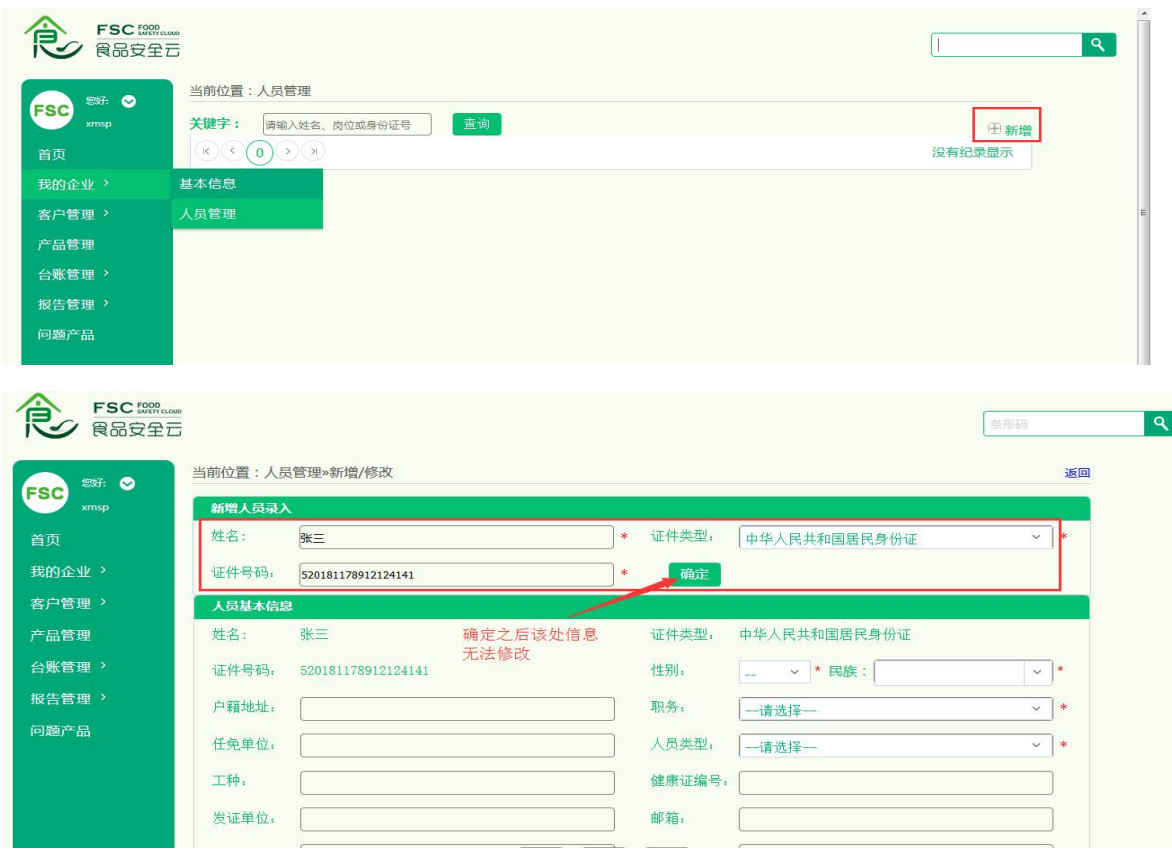 FSC FOOD SAFETY CLOUD
食品安全云
FSC
您好:
xmsp
首页
我的企业 >
客户管理 >
产品管理
台账管理 >
报告管理 >
问题产品
基本信息
人员管理
当前位置：人员管理
关键字： 请输入姓名、岗位或身份证号 查询
新增
0
没有纪录显示
FSC FOOD SAFETY CLOUD
食品安全云
条形码
FSC
您好:
xmsp
首页
我的企业 >
客户管理 >
产品管理
台账管理 >
报告管理 >
问题产品
当前位置：人员管理»新增/修改 返回
新增人员录入
姓名: 张三 * 证件类型: 中华人民共和国居民身份证 *
证件号码: 520181178912124141 * 确定
人员基本信息
姓名: 张三 证件类型: 中华人民共和国居民身份证
确定之后该处信息
无法修改
证件号码: 520181178912124141 性别: -- * 民族： *
户籍地址: 职务: --请选择-- *
任免单位: 人员类型: --请选择-- *
工种: 健康证编号:
发证单位: 邮箱: